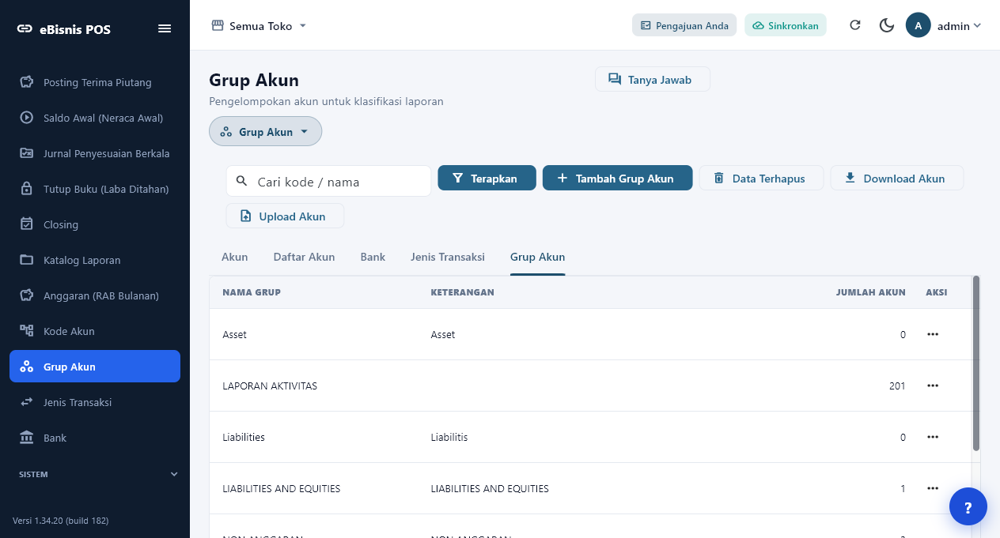 eBisnis POS
Posting Terima Piutang
Saldo Awal (Neraca Awal)
Jurnal Penyesuaian Berkala
Tutup Buku (Laba Ditahan)
Closing
Katalog Laporan
Anggaran (RAB Bulanan)
Kode Akun
Grup Akun
Jenis Transaksi
Bank
SISTEM
Versi 1.34.20 (build 182)
Semua Toko
Pengajuan Anda
Sinkronkan
A
admin
Grup Akun
Pengelompokan akun untuk klasifikasi laporan
Tanya Jawab
Grup Akun
Cari kode / nama
Terapkan
Tambah Grup Akun
Data Terhapus
Download Akun
Upload Akun
Akun Daftar Akun Bank Jenis Transaksi Grup Akun
NAMA GRUP KETERANGAN JUMLAH AKUN AKSI
Asset Asset 0
LAPORAN AKTIVITAS 201
Liabilities Liabilitis 0
LIABILITIES AND EQUITIES LIABILITIES AND EQUITIES 1
NON ANGGARAN NON ANGGARAN
?